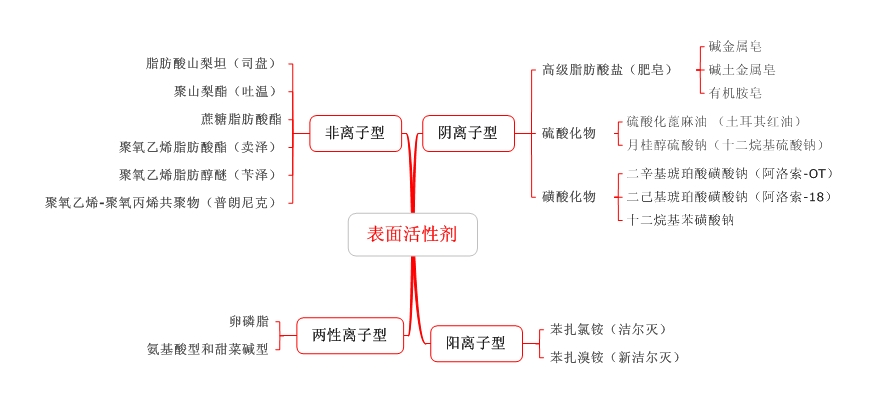 表面活性剂
非离子型
脂肪酸山梨坦（司盘）
聚山梨酯（吐温）
蔗糖脂肪酸酯
聚氧乙烯脂肪酸酯（卖泽）
聚氧乙烯脂肪醇醚（苄泽）
聚氧乙烯-聚氧丙烯共聚物（普朗尼克）
阴离子型
高级脂肪酸盐（肥皂）
碱金属皂
碱土金属皂
有机胺皂
硫酸化物
硫酸化蓖麻油 （土耳其红油）
月桂醇硫酸钠（十二烷基硫酸钠）
磺酸化物
二辛基琥珀酸磺酸钠（阿洛索-OT）
二己基琥珀酸磺酸钠（阿洛索-18）
十二烷基苯磺酸钠
两性离子型
卵磷脂
氨基酸型和甜菜碱型
阳离子型
苯扎氯铵（洁尔灭）
苯扎溴铵（新洁尔灭）